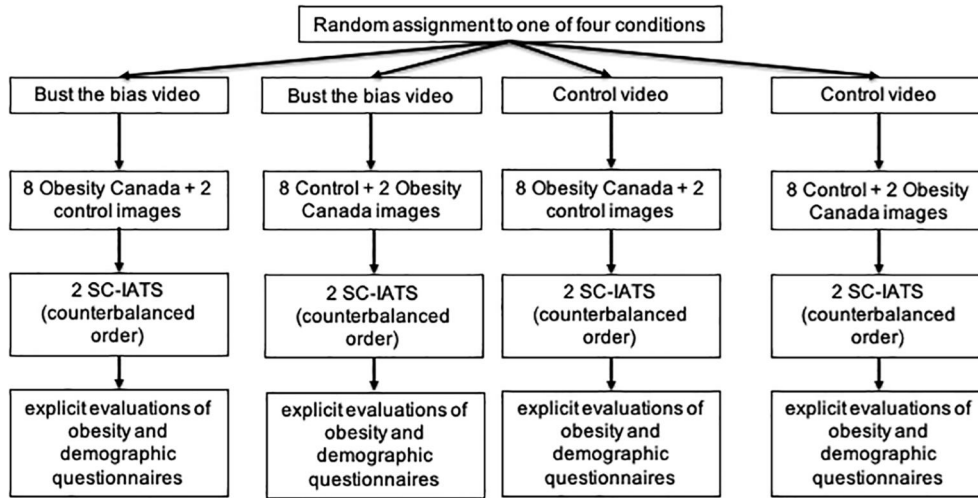 Random assignment to one of four conditions
Bust the bias video
Bust the bias video
Control video
Control video
8 Obesity Canada + 2
control images
8 Control + 2 Obesity
Canada images
8 Obesity Canada + 2
control images
8 Control + 2 Obesity
Canada images
2 SC-IATS
(counterbalanced
order)
2 SC-IATS
(counterbalanced
order)
2 SC-IATS
(counterbalanced
order)
2 SC-IATS
(counterbalanced
order)
explicit evaluations of
obesity and
demographic
questionnaires
explicit evaluations of
obesity and
demographic
questionnaires
explicit evaluations of
obesity and
demographic
questionnaires
explicit evaluations of
obesity and
demographic
questionnaires